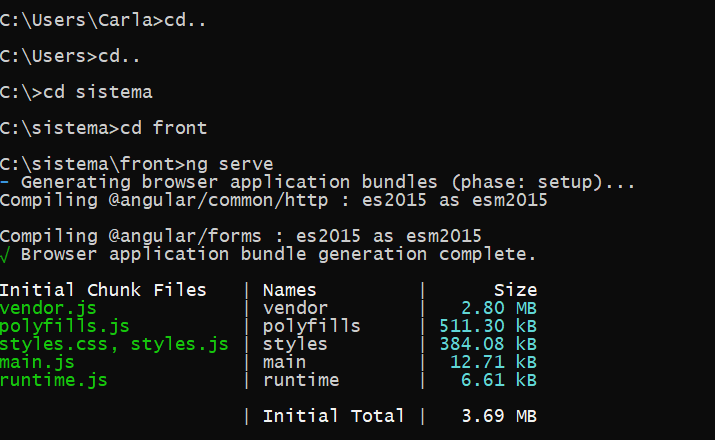 C:\Users\Carla>cd..
C:\Users>cd..
C:\>cd sistema
C:\sistema>cd front
C:\sistema\front>ng serve
- Generating browser application bundles (phase: setup)...
Compiling @angular/common/http : es2015 as esm2015
Compiling @angular/forms : es2015 as esm2015
√ Browser application bundle generation complete.
Initial Chunk Files   | Names         |      Size
vendor.js             | vendor        |   2.80 MB
polyfills.js          | polyfills     | 511.30 kB
styles.css, styles.js | styles        | 384.08 kB
main.js               | main          |  12.71 kB
runtime.js            | runtime       |   6.61 kB
                      | Initial Total |   3.69 MB